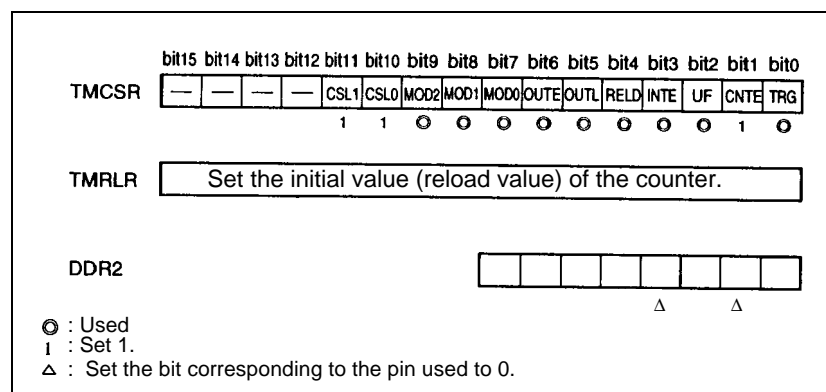 bit15 bit14 bit13 bit12 bit11 bit10 bit9 bit8 bit7 bit6 bit5 bit4 bit3 bit2 bit1 bit0
TMCSR — — — — CSL1 CSL0 MOD2 MOD1 MOD0 OUTE OUTL RELD INTE UF CNTE TRG
1 1 ◎ ◎ ◎ ◎ ◎ ◎ ◎ ◎ 1 ◎
TMRLR Set the initial value (reload value) of the counter.
DDR2
Δ Δ
◎ : Used
1 : Set 1.
Δ : Set the bit corresponding to the pin used to 0.